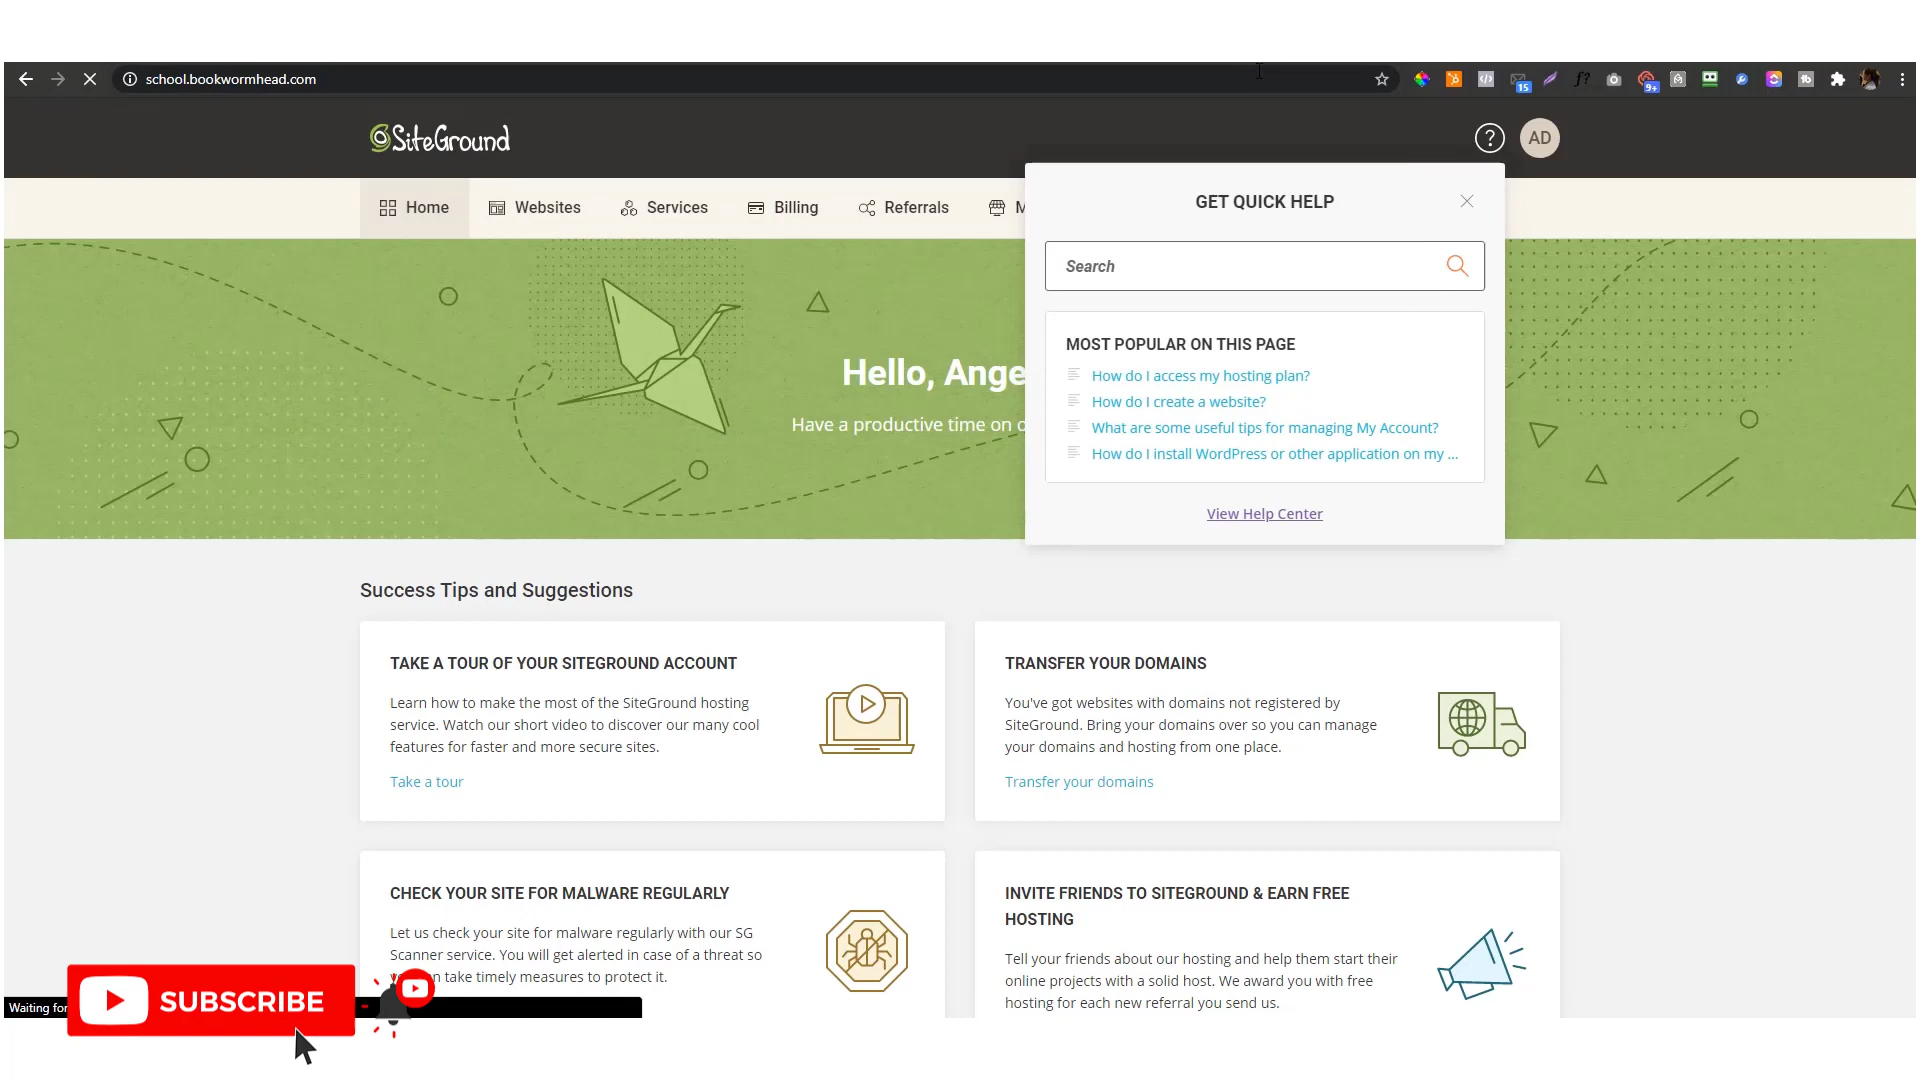 school.bookwormhead.com
15
9+
SiteGround
?
AD
Home
Websites
Services
Billing
Referrals
M
GET QUICK HELP
Search
MOST POPULAR ON THIS PAGE
How do I access my hosting plan?
How do I create a website?
What are some useful tips for managing My Account?
How do I install WordPress or other application on my ...
View Help Center
Hello, Ange
Have a productive time on o
Success Tips and Suggestions
TAKE A TOUR OF YOUR SITEGROUND ACCOUNT
Learn how to make the most of the SiteGround hosting
service. Watch our short video to discover our many cool
features for faster and more secure sites.
Take a tour
TRANSFER YOUR DOMAINS
You've got websites with domains not registered by
SiteGround. Bring your domains over so you can manage
your domains and hosting from one place.
Transfer your domains
CHECK YOUR SITE FOR MALWARE REGULARLY
Let us check your site for malware regularly with our SG
Scanner service. You will get alerted in case of a threat so
take timely measures to protect it.
INVITE FRIENDS TO SITEGROUND & EARN FREE
HOSTING
Tell your friends about our hosting and help them start their
online projects with a solid host. We award you with free
hosting for each new referral you send us.
Waiting for
SUBSCRIBE